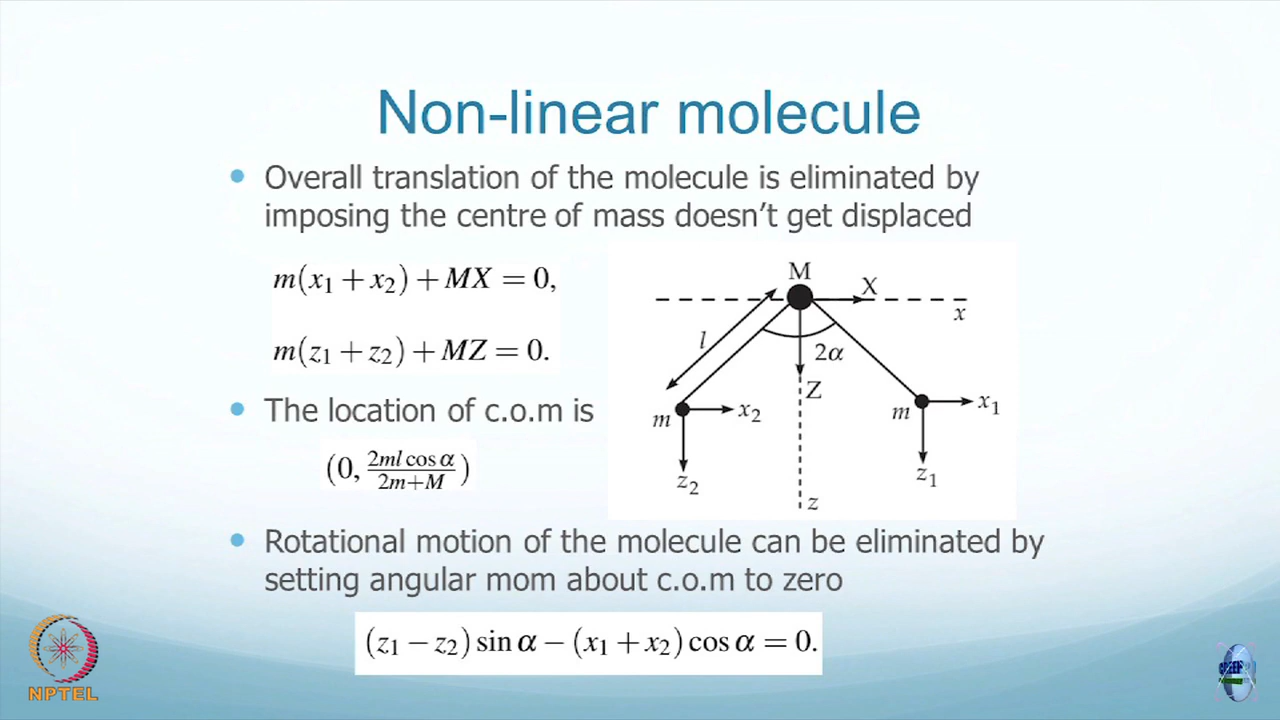 Non-linear molecule
Overall translation of the molecule is eliminated by
imposing the centre of mass doesn’t get displaced
m(x₁ + x₂) + MX = 0,
m(z₁ + z₂) + MZ = 0.
M
X
x
l
2α
Z
m
x₂
m
x₁
z₂
z₁
z
The location of c.o.m is
(0, 2ml cos α / 2m+M)
Rotational motion of the molecule can be eliminated by
setting angular mom about c.o.m to zero
(z₁ − z₂) sin α − (x₁ + x₂) cos α = 0.
NPTEL